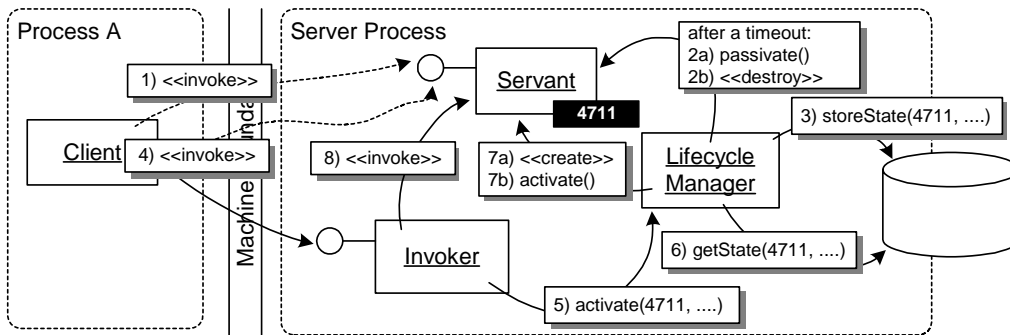 Process A
Server Process
1) <<invoke>>
Servant
4711
after a timeout:
2a) passivate()
2b) <<destroy>>
3) storeState(4711, ....)
Client
4) <<invoke>>
8) <<invoke>>
7a) <<create>>
7b) activate()
Lifecycle
Manager
Machine
Invoker
6) getState(4711, ....)
5) activate(4711, ....)